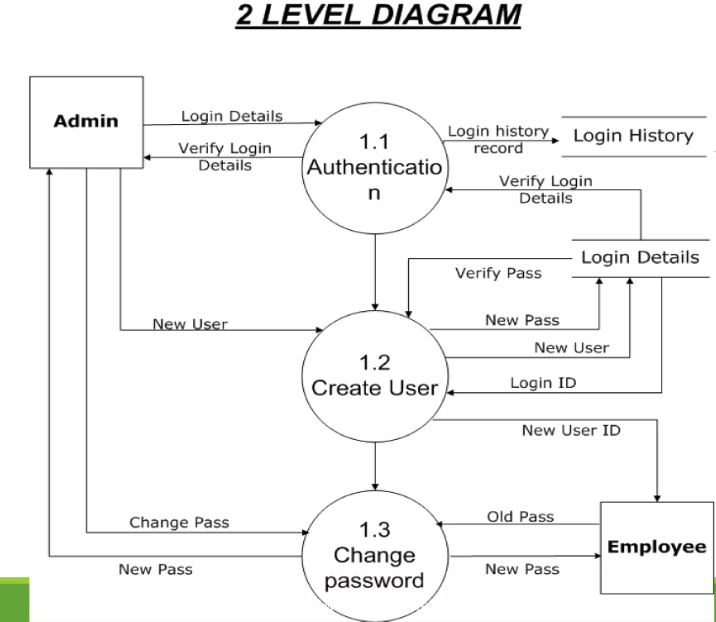 2 LEVEL DIAGRAM
Admin
Login Details
Verify Login
Details
1.1
Authenticatio
n
Login history
record
Login History
Verify Login
Details
Login Details
Verify Pass
New User
New Pass
New User
1.2
Create User
Login ID
New User ID
Change Pass
1.3
Change
password
Old Pass
Employee
New Pass
New Pass